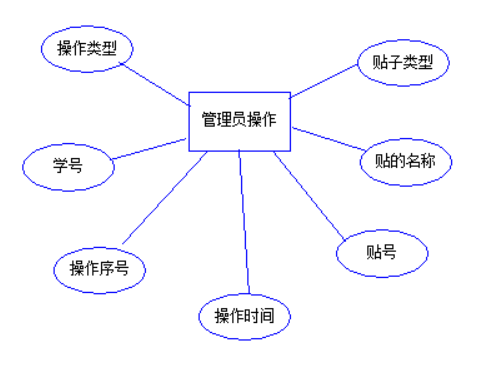 操作类型
贴子类型
管理员操作
学号
贴的名称
操作序号
贴号
操作时间